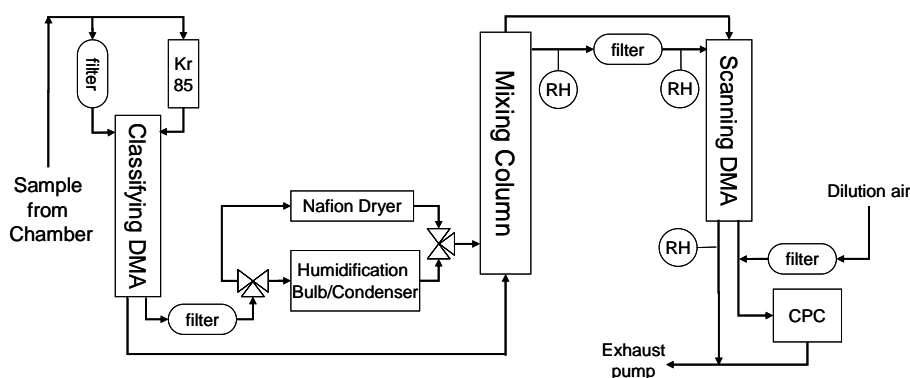 Sample
from
Chamber
filter
Kr
85
Classifying DMA
filter
Nafion Dryer
Humidification
Bulb/Condenser
Mixing Column
RH
filter
RH
Scanning DMA
RH
Dilution air
filter
CPC
Exhaust
pump